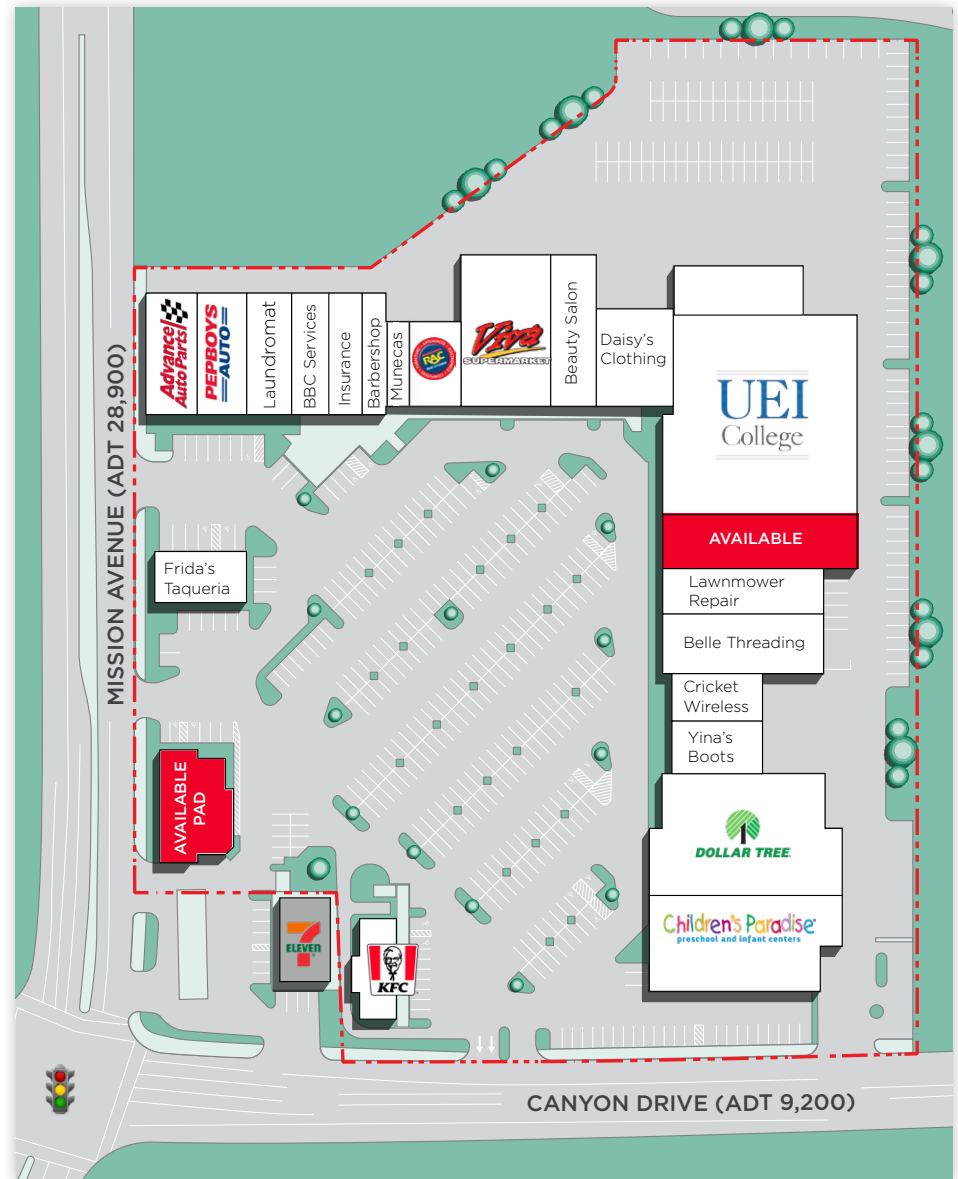 Advance
Auto Parts
PEPBOYS
AUTO
Laundromat
BBC Services
Insurance
Barbershop
Munecas
RAC
Viva
SUPERMARKET
Beauty Salon
Daisy's
Clothing
UEI
College
AVAILABLE
Lawnmower
Repair
Belle Threading
Cricket
Wireless
Yina's
Boots
DOLLAR TREE
Children's Paradise
preschool and infant centers
Frida's
Taqueria
AVAILABLE
PAD
7
ELEVEN
KFC
MISSION AVENUE (ADT 28,900)
CANYON DRIVE (ADT 9,200)